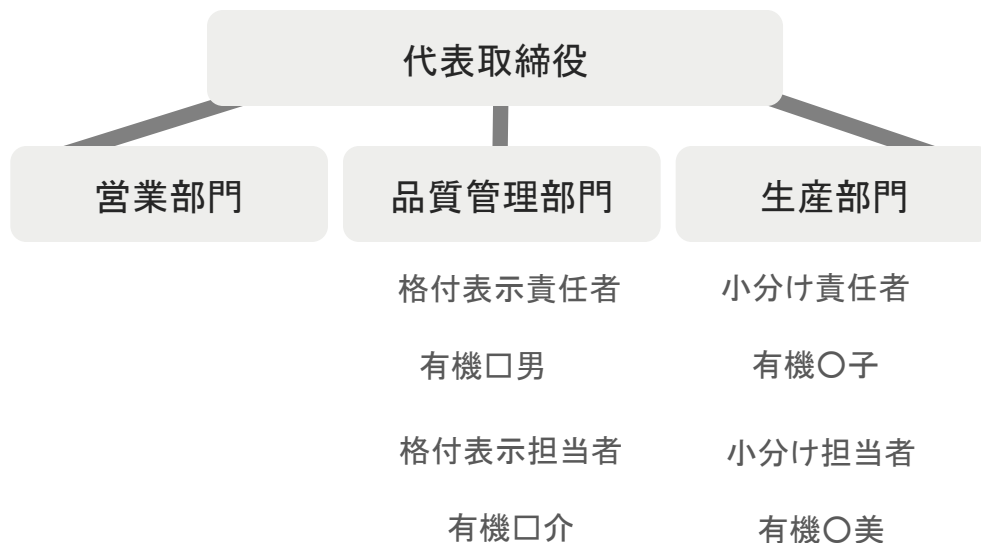 代表取締役
営業部門
品質管理部門
生産部門
格付表示責任者
小分け責任者
有機□男
有機〇子
格付表示担当者
小分け担当者
有機□介
有機〇美